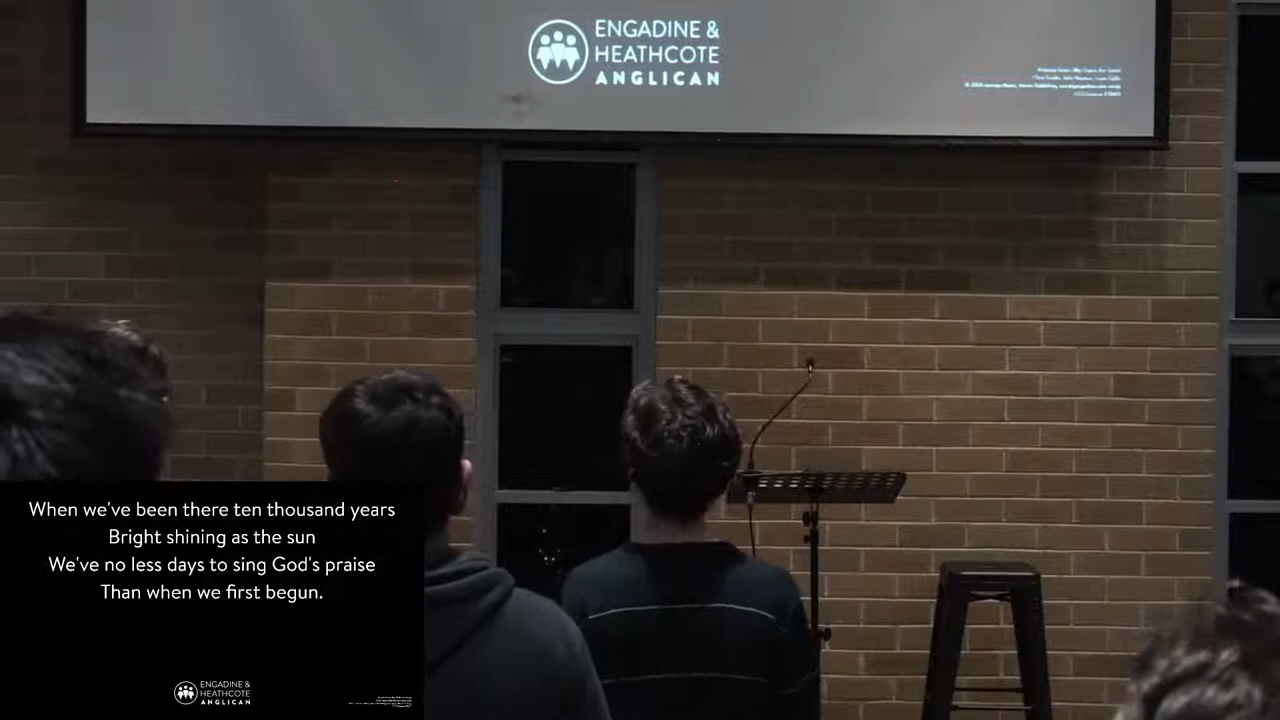 ENGADINE &
HEATHCOTE
ANGLICAN
When we've been there ten thousand years
Bright shining as the sun
We've no less days to sing God's praise
Than when we first begun.
ENGADINE &
HEATHCOTE
ANGLICAN